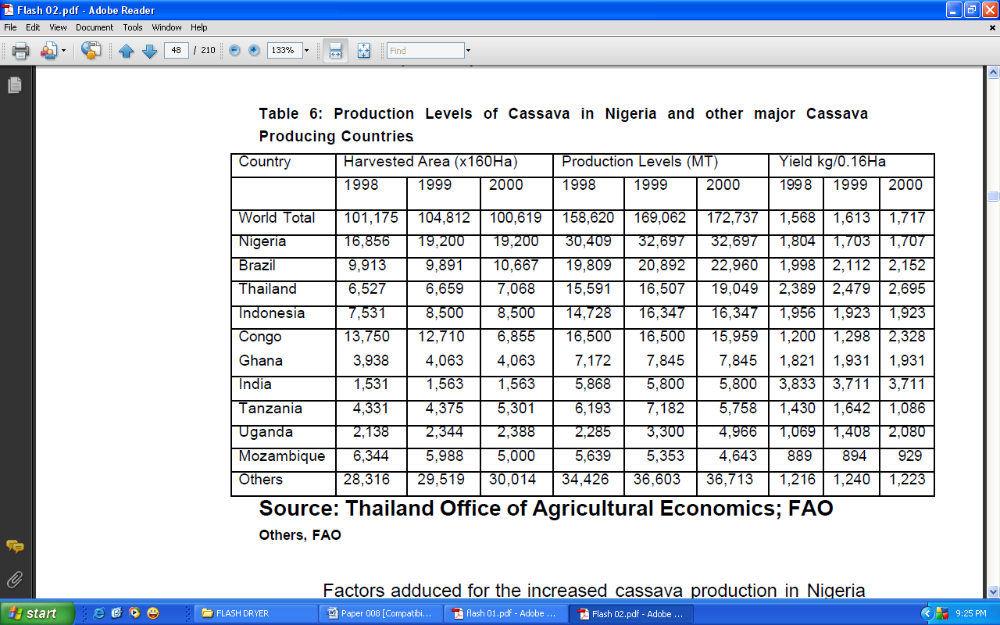 Flash 02.pdf - Adobe Reader
File Edit View Document Tools Window Help
48 / 210 133% Find
Table 6: Production Levels of Cassava in Nigeria and other major Cassava
Producing Countries.
Country Harvested Area (x160Ha) Production Levels (MT) Yield kg/0.16Ha
1998 1999 2000 1998 1999 2000 1998 1999 2000
World Total 101,175 104,812 100,619 158,620 169,062 172,737 1,568 1,613 1,717
Nigeria 16,856 19,200 19,200 30,409 32,697 32,697 1,804 1,703 1,707
Brazil 9,913 9,891 10,667 19,809 20,892 22,960 1,998 2,112 2,152
Thailand 6,527 6,659 7,068 15,591 16,507 19,049 2,389 2,479 2,695
Indonesia 7,531 8,500 8,500 14,728 16,347 16,347 1,956 1,923 1,923
Congo 13,750 12,710 6,855 16,500 16,500 15,959 1,200 1,298 2,328
Ghana 3,938 4,063 4,063 7,172 7,845 7,845 1,821 1,931 1,931
India 1,531 1,563 1,563 5,868 5,800 5,800 3,833 3,711 3,711
Tanzania 4,331 4,375 5,301 6,193 7,182 5,758 1,430 1,642 1,086
Uganda 2,138 2,344 2,388 2,285 3,300 4,966 1,069 1,408 2,080
Mozambique 6,344 5,988 5,000 5,639 5,353 4,643 889 894 929
Others 28,316 29,519 30,014 34,426 36,603 36,713 1,216 1,240 1,223
Source: Thailand Office of Agricultural Economics; FAO
Others, FAO
Factors adduced for the increased cassava production in Nigeria
start FLASH DRYER Paper 008 [Compatibi... flash 01.pdf - Adobe ... Flash 02.pdf - Adobe ... 9:25 PM